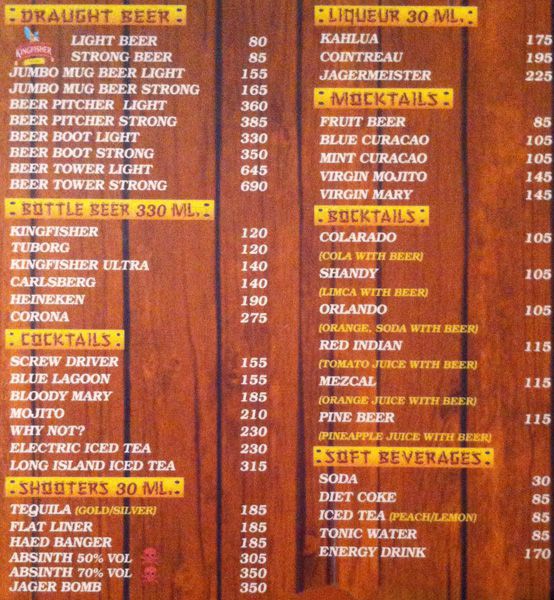 DRAUGHT BEER
KINGFISHER
LIGHT BEER 80
STRONG BEER 85
JUMBO MUG BEER LIGHT 155
JUMBO MUG BEER STRONG 165
BEER PITCHER LIGHT 360
BEER PITCHER STRONG 385
BEER BOOT LIGHT 330
BEER BOOT STRONG 350
BEER TOWER LIGHT 645
BEER TOWER STRONG 690
BOTTLE BEER 330 ML.
KINGFISHER 120
TUBORG 120
KINGFISHER ULTRA 140
CARLSBERG 140
HEINEKEN 190
CORONA 275
COCKTAILS
SCREW DRIVER 155
BLUE LAGOON 155
BLOODY MARY 185
MOJITO 210
WHY NOT? 230
ELECTRIC ICED TEA 230
LONG ISLAND ICED TEA 315
SHOOTERS 30 ML.
TEQUILA (GOLD/SILVER) 185
FLAT LINER 185
HAED BANGER 185
ABSINTH 50% VOL 305
ABSINTH 70% VOL 350
JAGER BOMB 350
LIQUEUR 30 ML.
KAHLUA 175
COINTREAU 195
JAGERMEISTER 225
MOCKTAILS
FRUIT BEER 85
BLUE CURACAO 105
MINT CURACAO 105
VIRGIN MOJITO 145
VIRGIN MARY 145
BOCKTAILS
COLARADO 105
(COLA WITH BEER)
SHANDY 105
(LIMCA WITH BEER)
ORLANDO 105
(ORANGE, SODA WITH BEER)
RED INDIAN 115
(TOMATO JUICE WITH BEER)
MEZCAL 115
(ORANGE JUICE WITH BEER)
PINE BEER 115
(PINEAPPLE JUICE WITH BEER)
SOFT BEVERAGES
SODA 30
DIET COKE 85
ICED TEA (PEACH/LEMON) 85
TONIC WATER 85
ENERGY DRINK 170